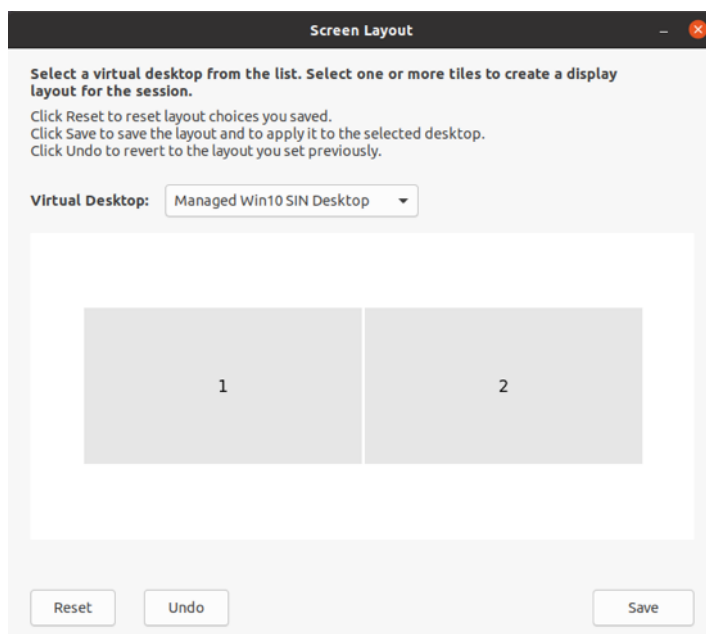 Screen Layout
Select a virtual desktop from the list. Select one or more tiles to create a display
layout for the session.
Click Reset to reset layout choices you saved.
Click Save to save the layout and to apply it to the selected desktop.
Click Undo to revert to the layout you set previously.
Virtual Desktop: Managed Win10 SIN Desktop
1 2
Reset Undo Save